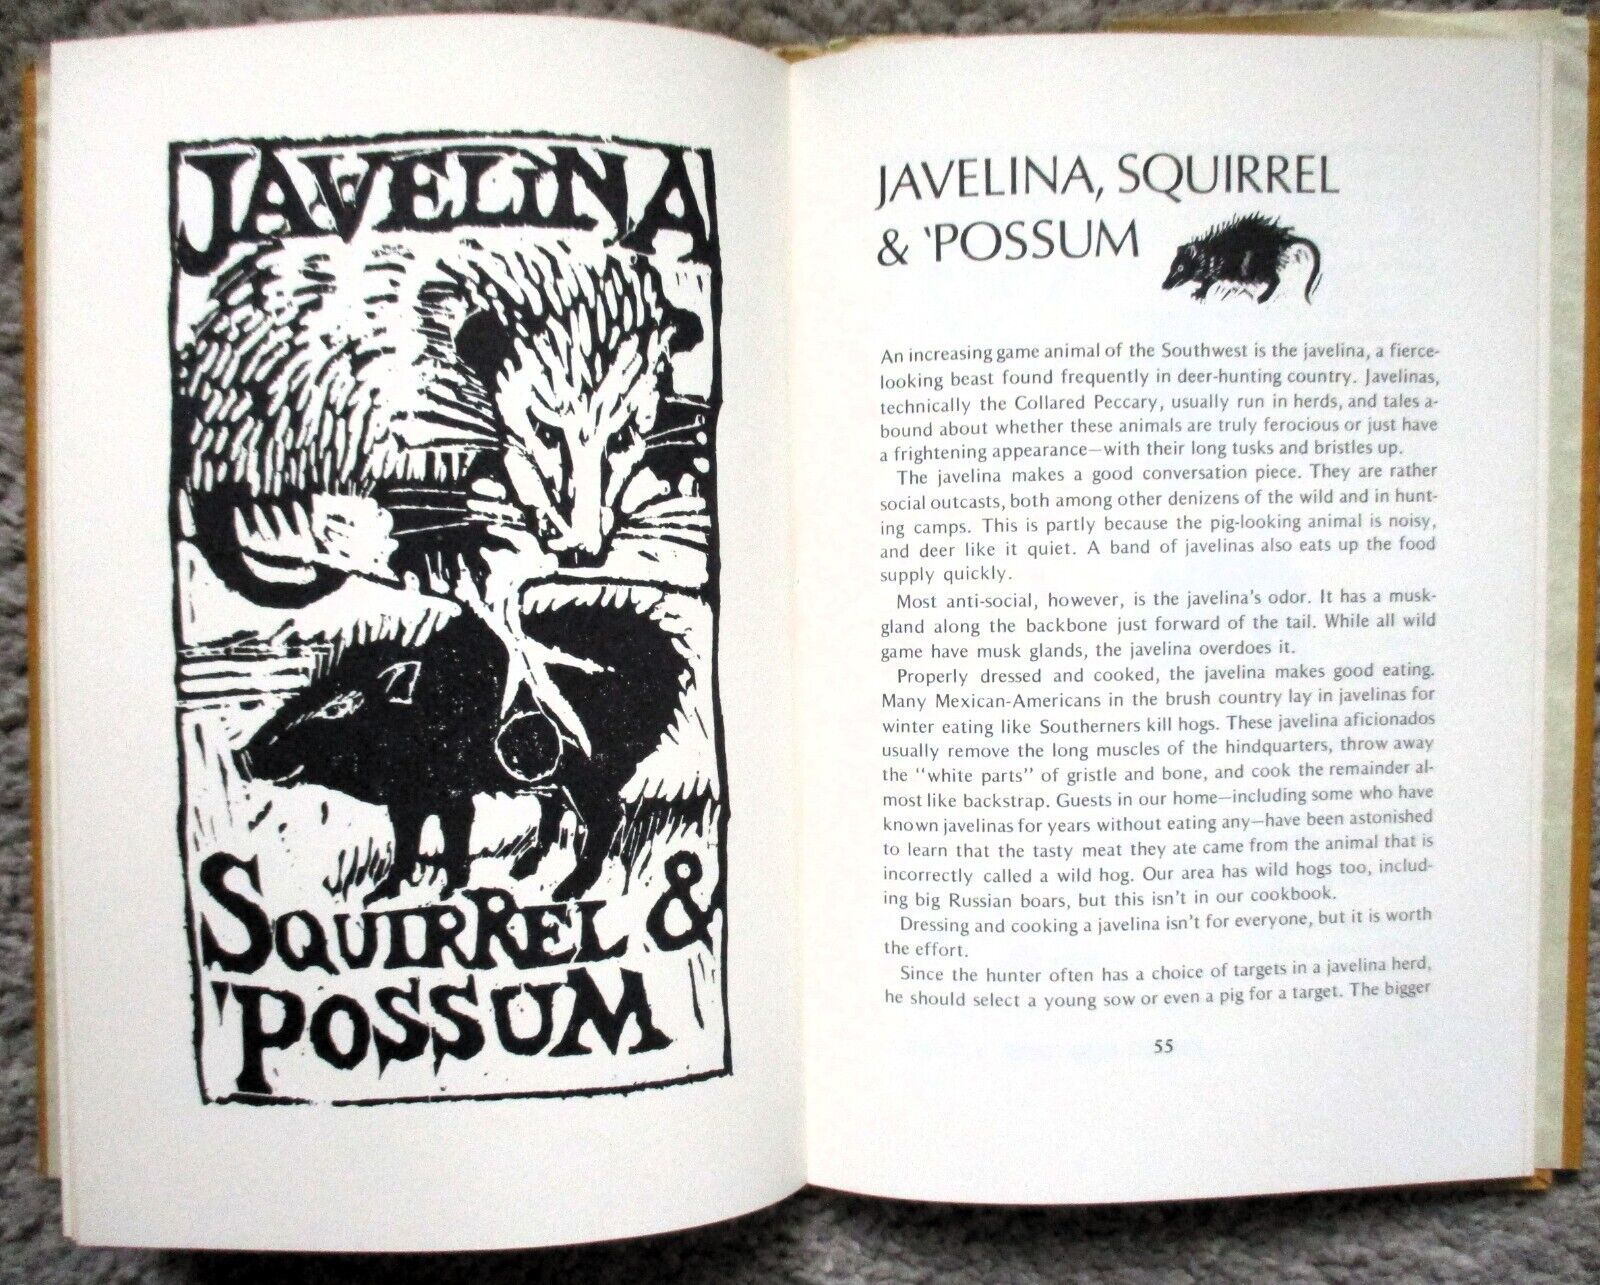 JAVELiNA
SQUIRREL &
'POSSUM
JAVELINA, SQUIRREL
& 'POSSUM
An increasing game animal of the Southwest is the javelina, a fierce-
looking beast found frequently in deer-hunting country. Javelinas,
technically the Collared Peccary, usually run in herds, and tales a-
bound about whether these animals are truly ferocious or just have
a frightening appearance—with their long tusks and bristles up.
The javelina makes a good conversation piece. They are rather
social outcasts, both among other denizens of the wild and in hunt-
ing camps. This is partly because the pig-looking animal is noisy,
and deer like it quiet. A band of javelinas also eats up the food
supply quickly.
Most anti-social, however, is the javelina's odor. It has a musk-
gland along the backbone just forward of the tail. While all wild
game have musk glands, the javelina overdoes it.
Properly dressed and cooked, the javelina makes good eating.
Many Mexican-Americans in the brush country lay in javelinas for
winter eating like Southerners kill hogs. These javelina aficionados
usually remove the long muscles of the hindquarters, throw away
the "white parts" of gristle and bone, and cook the remainder al-
most like backstrap. Guests in our home—including some who have
known javelinas for years without eating any—have been astonished
to learn that the tasty meat they ate came from the animal that is
incorrectly called a wild hog. Our area has wild hogs too, includ-
ing big Russian boars, but this isn't in our cookbook.
Dressing and cooking a javelina isn't for everyone, but it is worth
the effort.
Since the hunter often has a choice of targets in a javelina herd,
he should select a young sow or even a pig for a target. The bigger
55